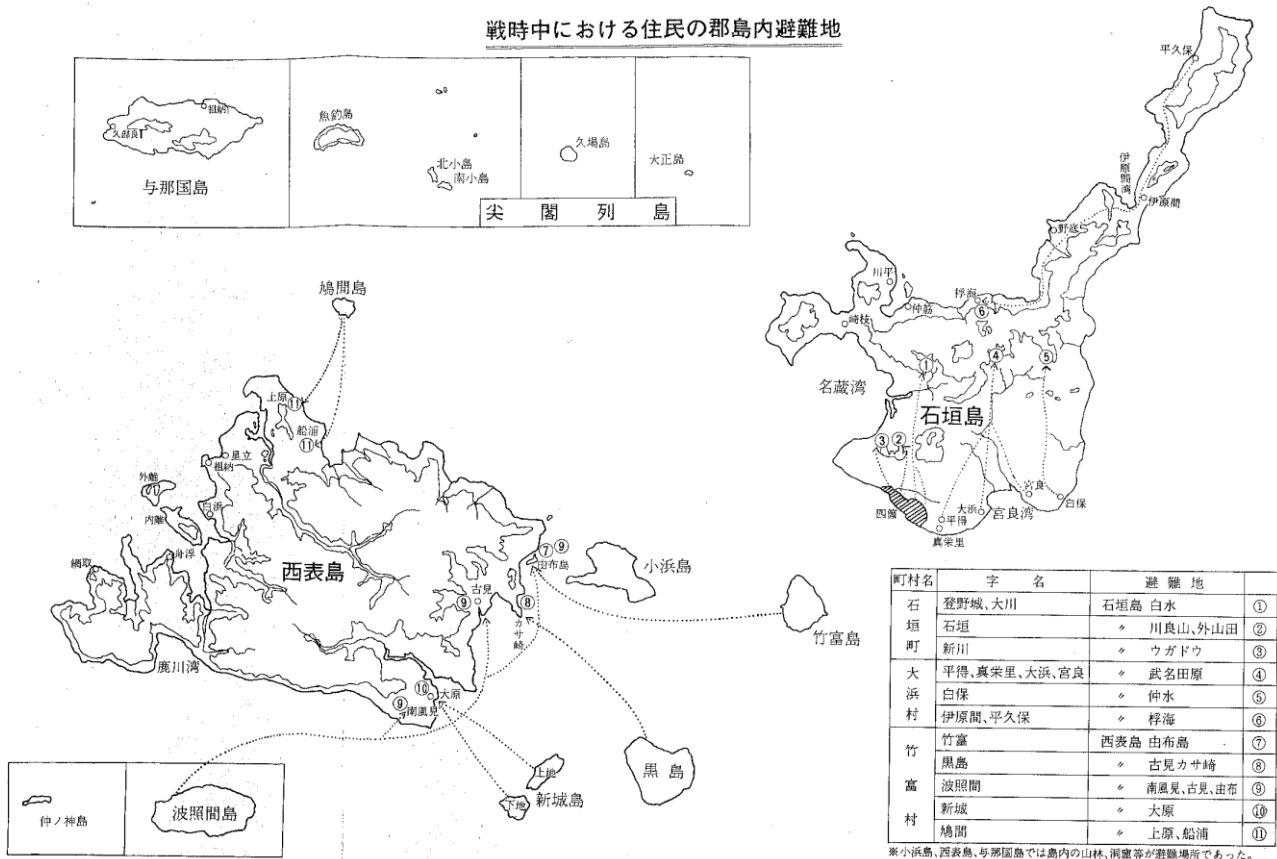 戦時中における住民の郡島内避難地
祖納
久部良
与那国島
魚釣島
北小島
南小島
久場島
大正島
尖閣列島
平久保
伊原間湾
伊原間
野底
川平
仲筋
桴海
⑥
崎枝
①
④
⑤
名蔵湾
石垣島
③ ②
四箇
平得
真栄里
大浜
宮良湾
宮良
白保
鳩間島
上原 ⑪
船浦
⑪
星立
祖納
外離
内離
白浜
舟浮
網取
西表島
鹿川湾
⑦ ⑨
由布島
古見
⑨
⑧
カサ崎
小浜島
竹富島
⑩ 大原
⑨
南風見
黒島
上地
下地
新城島
仲ノ神島
波照間島
町村名 字名 避難地
石垣町 登野城、大川 石垣島 白水 ①
石垣 〃 川良山、外山田 ②
新川 〃 ウガドウ ③
大浜村 平得、真栄里、大浜、宮良 〃 武名田原 ④
白保 〃 仲水 ⑤
伊原間、平久保 〃 桴海 ⑥
竹富村 竹富 西表島 由布島 ⑦
黒島 〃 古見カサ崎 ⑧
波照間 〃 南風見、古見、由布 ⑨
新城 〃 大原 ⑩
鳩間 〃 上原、船浦 ⑪
※小浜島、西表島、与那国島では島内の山林、洞窟等が避難場所であった。